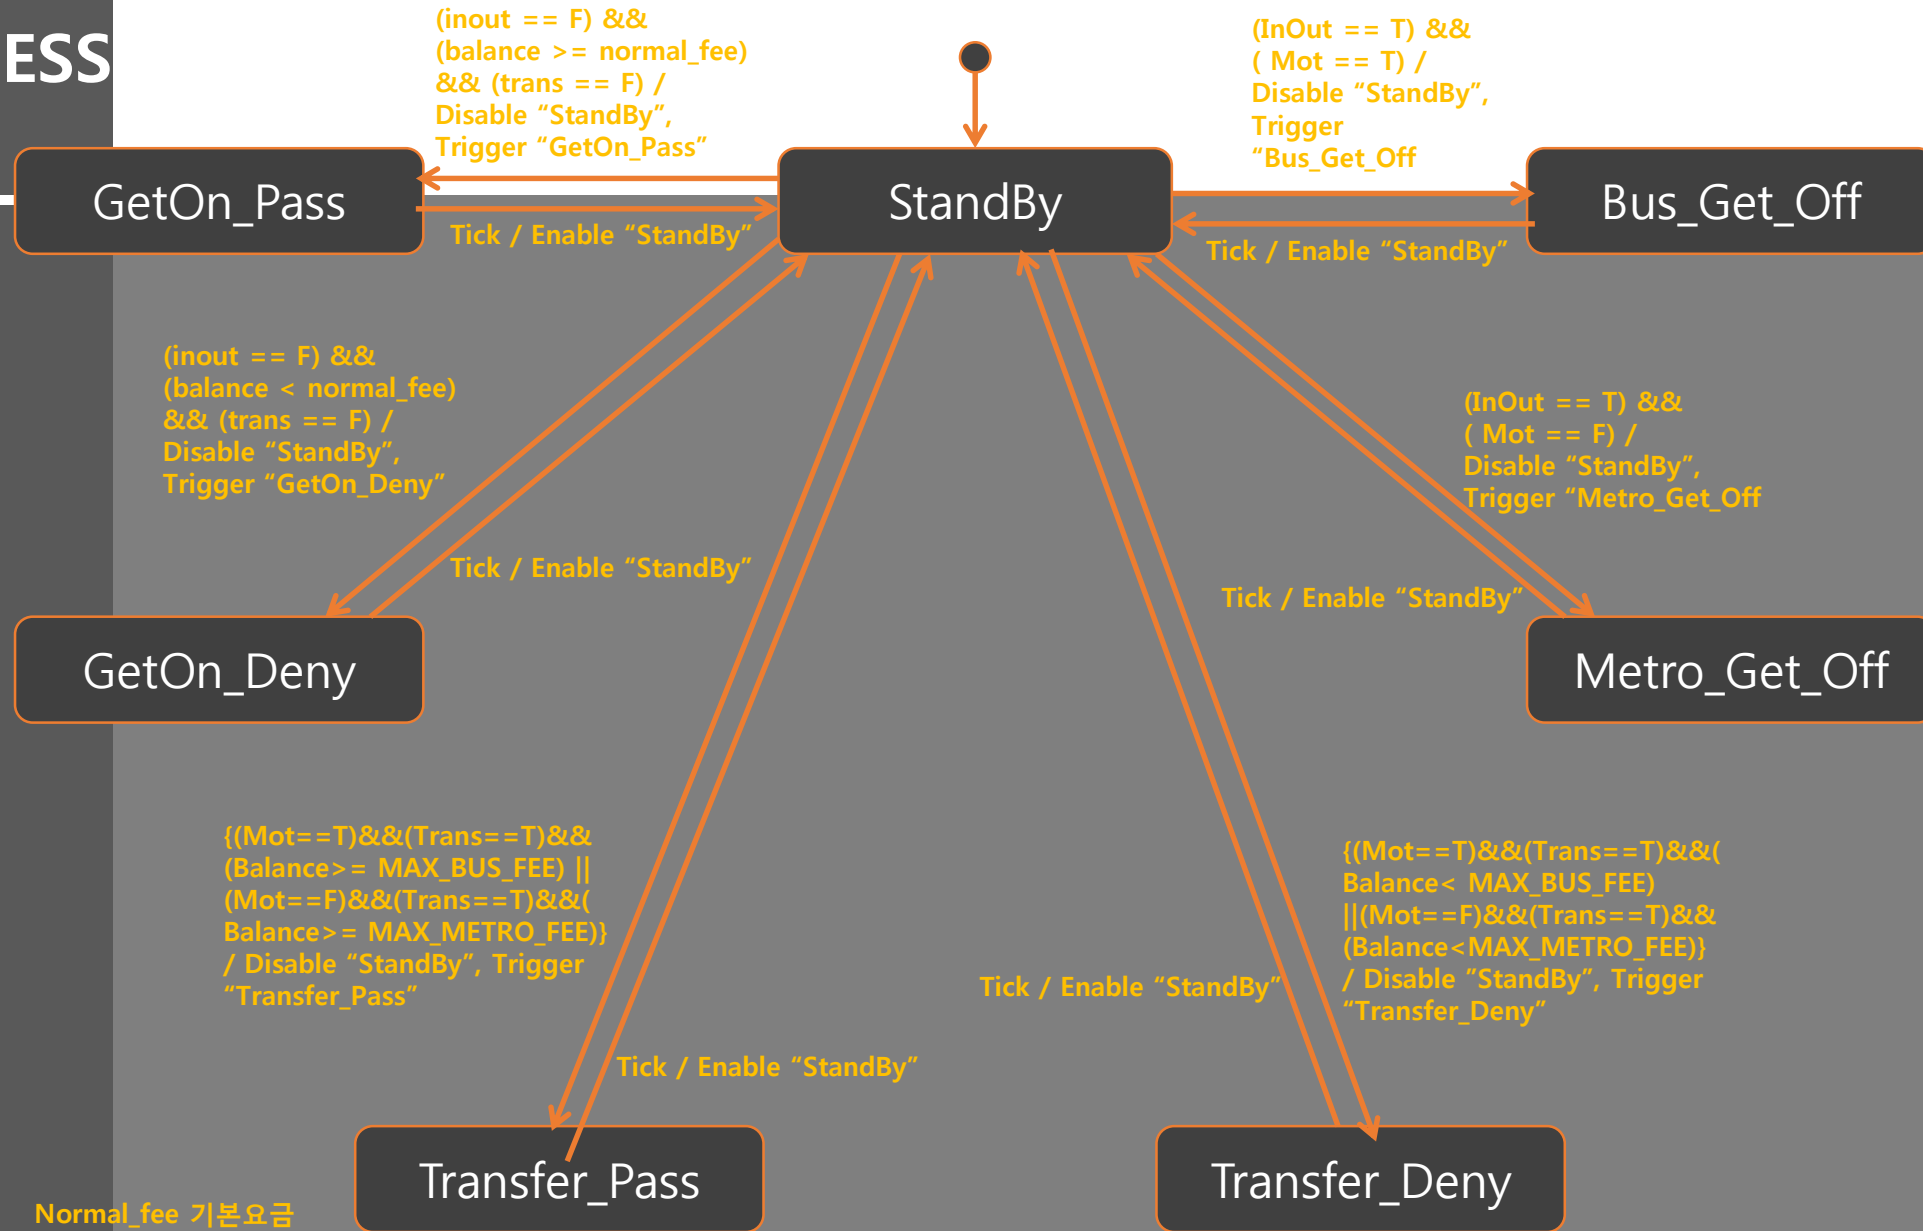 ESS
(inout == F) &&
(balance >= normal_fee)
&& (trans == F) /
Disable “StandBy”,
Trigger “GetOn_Pass”
(InOut == T) &&
( Mot == T) /
Disable “StandBy”,
Trigger
“Bus_Get_Off
GetOn_Pass
StandBy
Bus_Get_Off
Tick / Enable “StandBy”
Tick / Enable “StandBy”
(inout == F) &&
(balance < normal_fee)
&& (trans == F) /
Disable “StandBy”,
Trigger “GetOn_Deny”
(InOut == T) &&
( Mot == F) /
Disable “StandBy”,
Trigger “Metro_Get_Off
Tick / Enable “StandBy”
Tick / Enable “StandBy”
GetOn_Deny
Metro_Get_Off
{(Mot==T)&&(Trans==T)&&
(Balance>= MAX_BUS_FEE) ||
(Mot==F)&&(Trans==T)&&(
Balance>= MAX_METRO_FEE)}
/ Disable “StandBy”, Trigger
“Transfer_Pass”
{(Mot==T)&&(Trans==T)&&(
Balance< MAX_BUS_FEE)
||(Mot==F)&&(Trans==T)&&
(Balance<MAX_METRO_FEE)}
/ Disable ”StandBy”, Trigger
“Transfer_Deny”
Tick / Enable “StandBy”
Tick / Enable “StandBy”
Transfer_Pass
Transfer_Deny
Normal_fee 기본요금